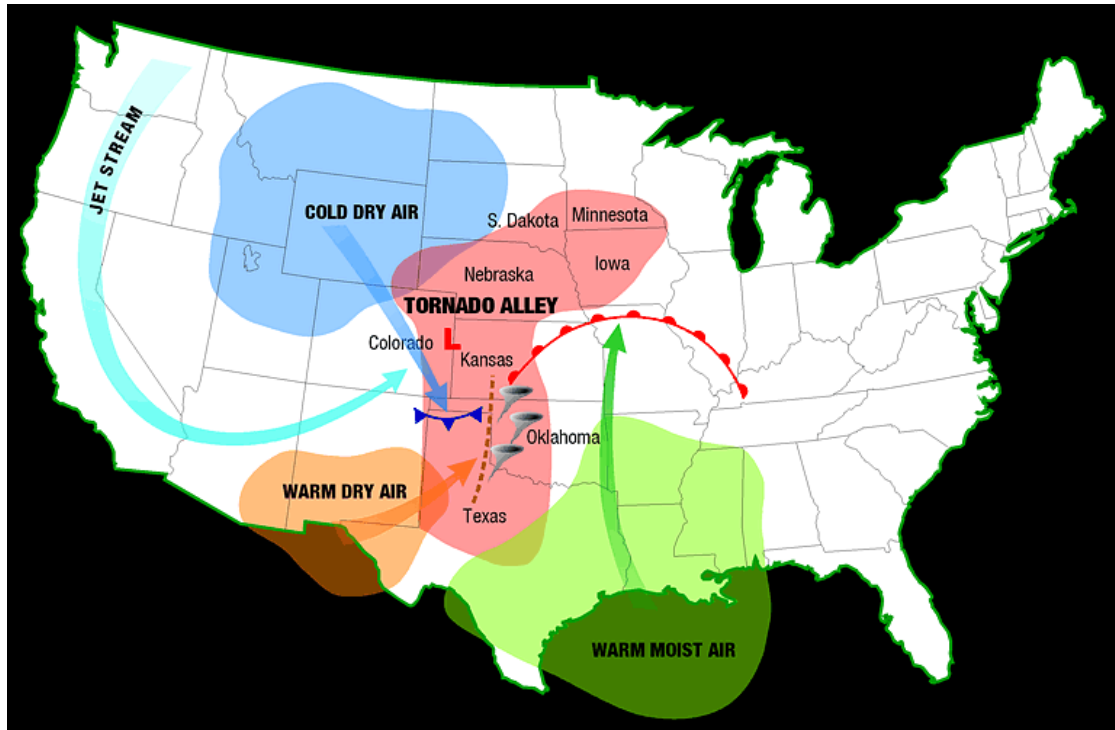 JET STREAM
COLD DRY AIR
S. Dakota
Minnesota
Iowa
Nebraska
TORNADO ALLEY
Colorado
L
Kansas
Oklahoma
WARM DRY AIR
Texas
WARM MOIST AIR